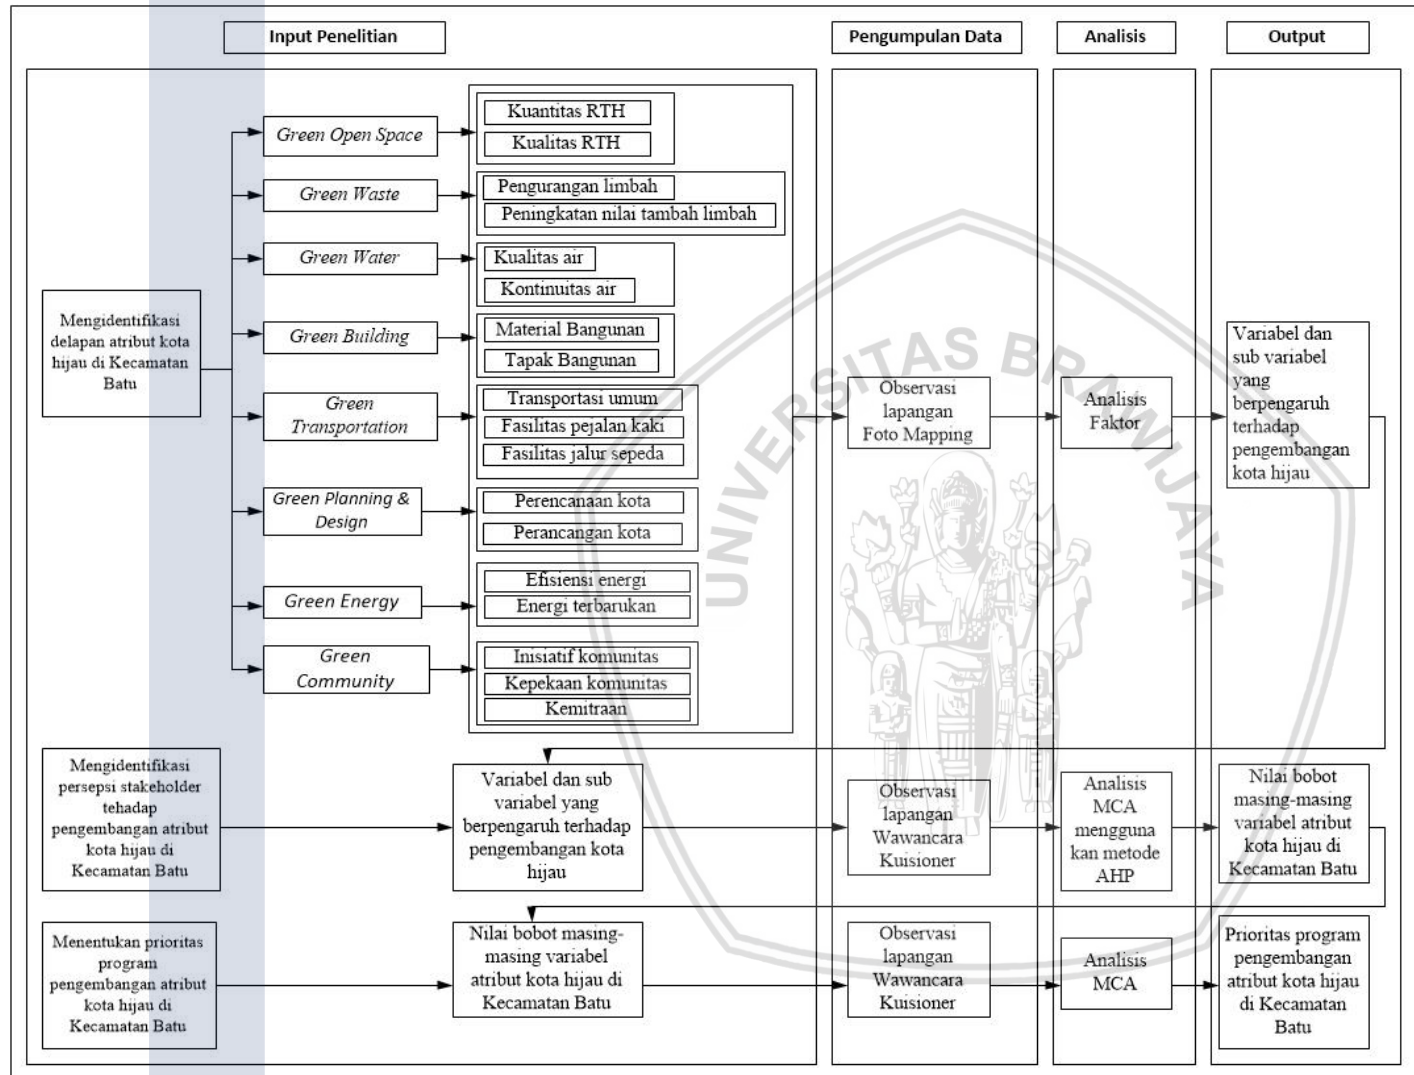 Input Penelitian
Pengumpulan Data
Analisis
Output
Mengidentifikasi
delapan atribut kota
hijau di Kecamatan
Batu
Green Open Space
Kuantitas RTH
Kualitas RTH
Green Waste
Pengurangan limbah
Peningkatan nilai tambah limbah
Green Water
Kualitas air
Kontinuitas air
Green Building
Material Bangunan
Tapak Bangunan
Green
Transportation
Transportasi umum
Fasilitas pejalan kaki
Fasilitas jalur sepeda
Green Planning &
Design
Perencanaan kota
Perancangan kota
Green Energy
Efisiensi energi
Energi terbarukan
Green
Community
Inisiatif komunitas
Kepekaan komunitas
Kemitraan
Observasi
lapangan
Foto Mapping
Analisis
Faktor
Variabel dan
sub variabel
yang
berpengaruh
terhadap
pengembangan
kota hijau
Mengidentifikasi
persepsi stakeholder
tehadap
pengembangan atribut
kota hijau di
Kecamatan Batu
Variabel dan sub
variabel yang
berpengaruh terhadap
pengembangan kota
hijau
Observasi
lapangan
Wawancara
Kuisioner
Analisis
MCA
mengguna
kan metode
AHP
Nilai bobot
masing-masing
variabel atribut
kota hijau di
Kecamatan Batu
Menentukan prioritas
program
pengembangan atribut
kota hijau di
Kecamatan Batu
Nilai bobot masing-
masing variabel
atribut kota hijau di
Kecamatan Batu
Observasi
lapangan
Wawancara
Kuisioner
Analisis
MCA
Prioritas program
pengembangan
atribut kota hijau
di Kecamatan
Batu
UNIVERSITAS BRAWIJAYA